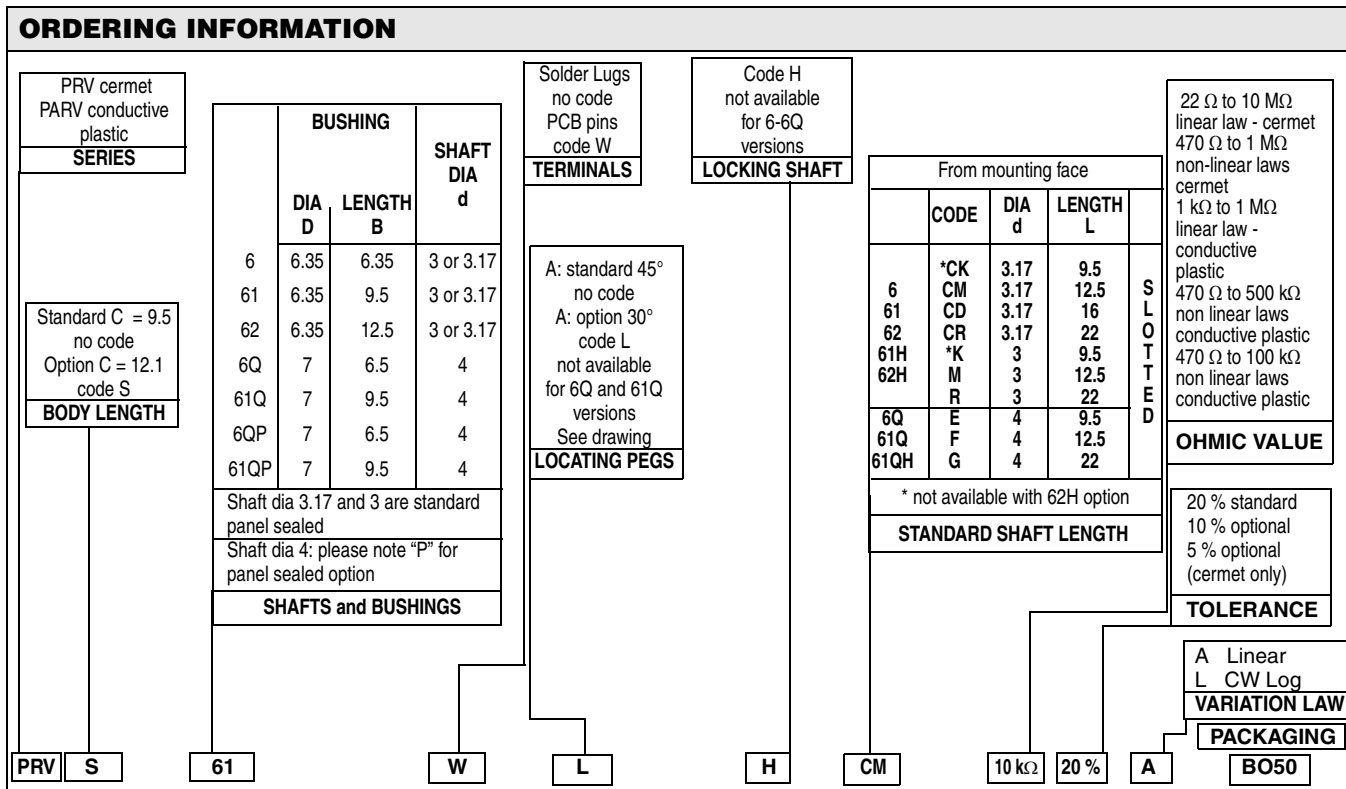 ORDERING INFORMATION
PRV cermet
PARV conductive
plastic
SERIES
Standard C = 9.5
no code
Option C = 12.1
code S
BODY LENGTH
BUSHING
SHAFT
DIA
d
DIA
D
LENGTH
B
6 6.35 6.35 3 or 3.17
61 6.35 9.5 3 or 3.17
62 6.35 12.5 3 or 3.17
6Q 7 6.5 4
61Q 7 9.5 4
6QP 7 6.5 4
61QP 7 9.5 4
Shaft dia 3.17 and 3 are standard
panel sealed
Shaft dia 4: please note “P” for
panel sealed option
SHAFTS and BUSHINGS
Solder Lugs
no code
PCB pins
code W
TERMINALS
A: standard 45°
no code
A: option 30°
code L
not available
for 6Q and 61Q
versions
See drawing
LOCATING PEGS
Code H
not available
for 6-6Q
versions
LOCKING SHAFT
From mounting face
CODE DIA LENGTH
d L
*CK 3.17 9.5
6 CM 3.17 12.5
61 CD 3.17 16
62 CR 3.17 22
61H *K 3 9.5
62H M 3 12.5
R 3 22
6Q E 4 9.5
61Q F 4 12.5
61QH G 4 22
SLOTTED
* not available with 62H option
STANDARD SHAFT LENGTH
22 Ω to 10 MΩ
linear law - cermet
470 Ω to 1 MΩ
non-linear laws
cermet
1 kΩ to 1 MΩ
linear law -
conductive
plastic
470 Ω to 500 kΩ
non linear laws
conductive plastic
470 Ω to 100 kΩ
non linear laws
conductive plastic
OHMIC VALUE
20 % standard
10 % optional
5 % optional
(cermet only)
TOLERANCE
A Linear
L CW Log
VARIATION LAW
PACKAGING
PRV S 61 W L H CM 10 kΩ 20 % A BO50